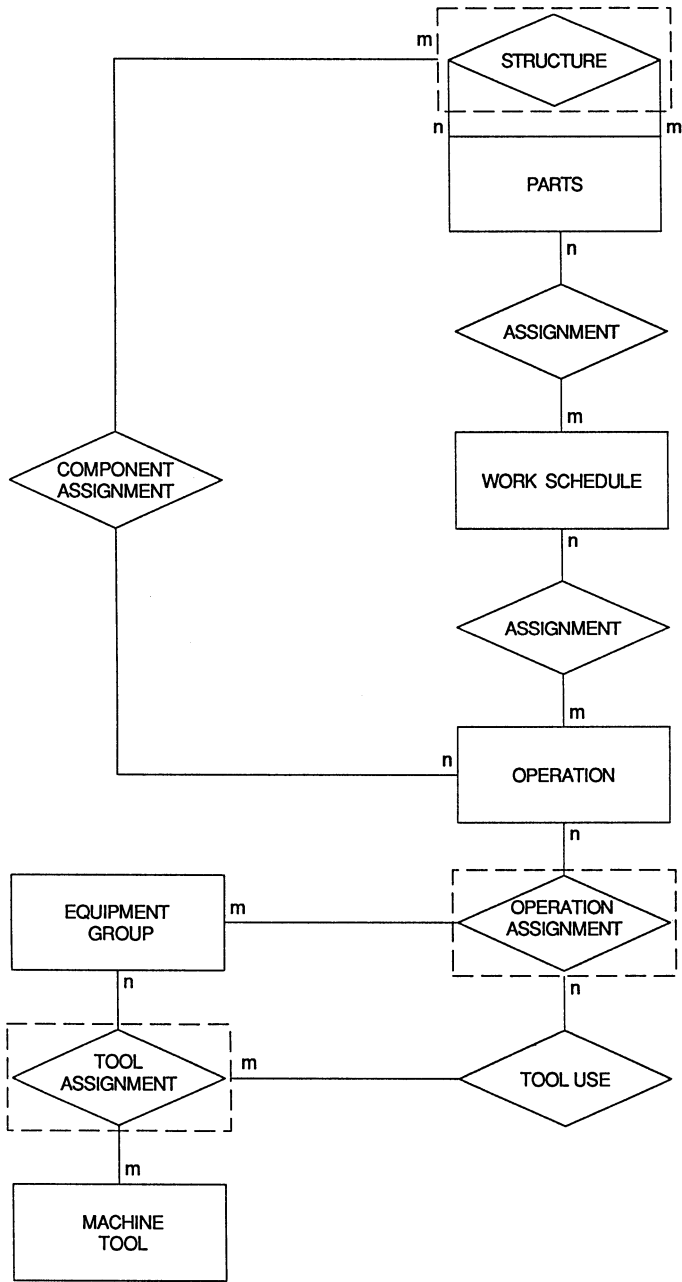 m
STRUCTURE
n
m
PARTS
n
ASSIGNMENT
m
COMPONENT
ASSIGNMENT
WORK SCHEDULE
n
ASSIGNMENT
m
n
OPERATION
n
EQUIPMENT
GROUP
m
OPERATION
ASSIGNMENT
n
n
TOOL
ASSIGNMENT
m
TOOL USE
m
MACHINE
TOOL